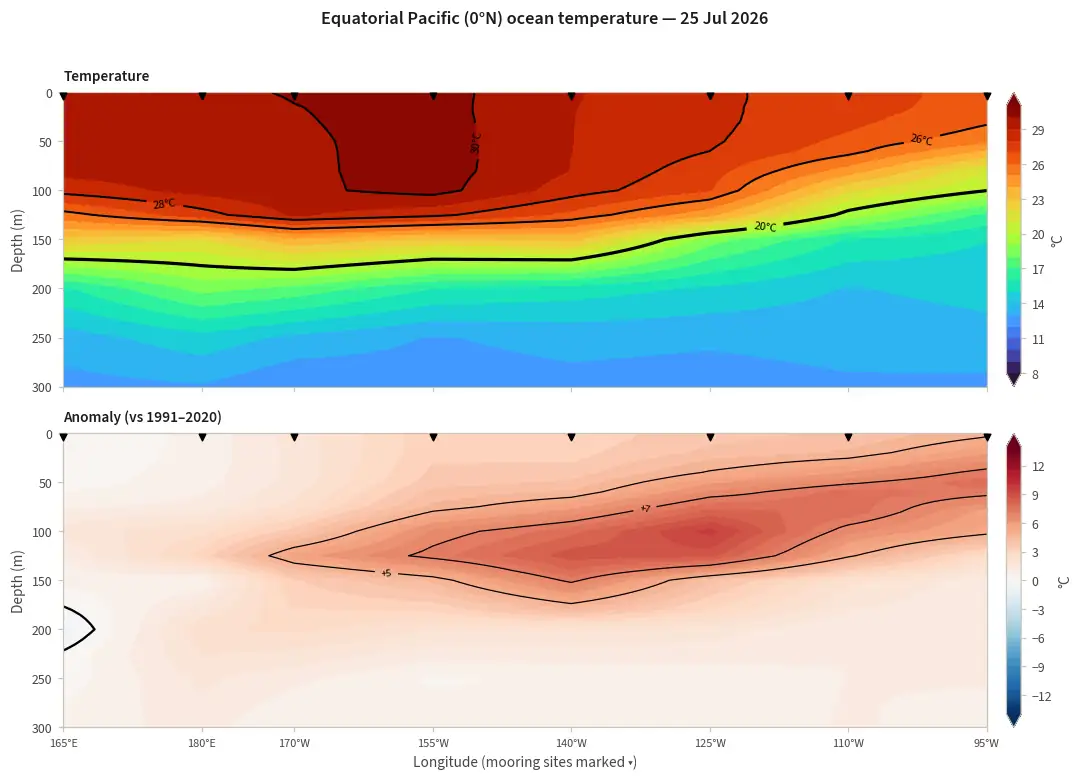 Equatorial Pacific (0°N) ocean temperature — 25 Jul 2026
Temperature
0
50
100
150
200
250
300
Depth (m)
28°C
30°C
26°C
20°C
29
26
23
20
17
14
11
8
°C
Anomaly (vs 1991–2020)
0
50
100
150
200
250
300
Depth (m)
+7
+5
12
9
6
3
0
−3
−6
−9
−12
°C
165°E 180°E 170°W 155°W 140°W 125°W 110°W 95°W
Longitude (mooring sites marked ▾)